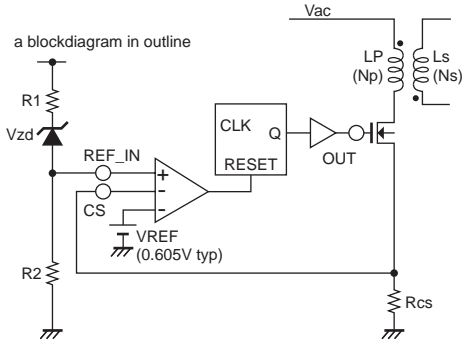 Vac
a blockdiagram in outline
LP
(Np)
Ls
(Ns)
R1
Vzd
CLK
Q
RESET
OUT
REF_IN
CS
+
-
-
VREF
(0.605V typ)
R2
Rcs